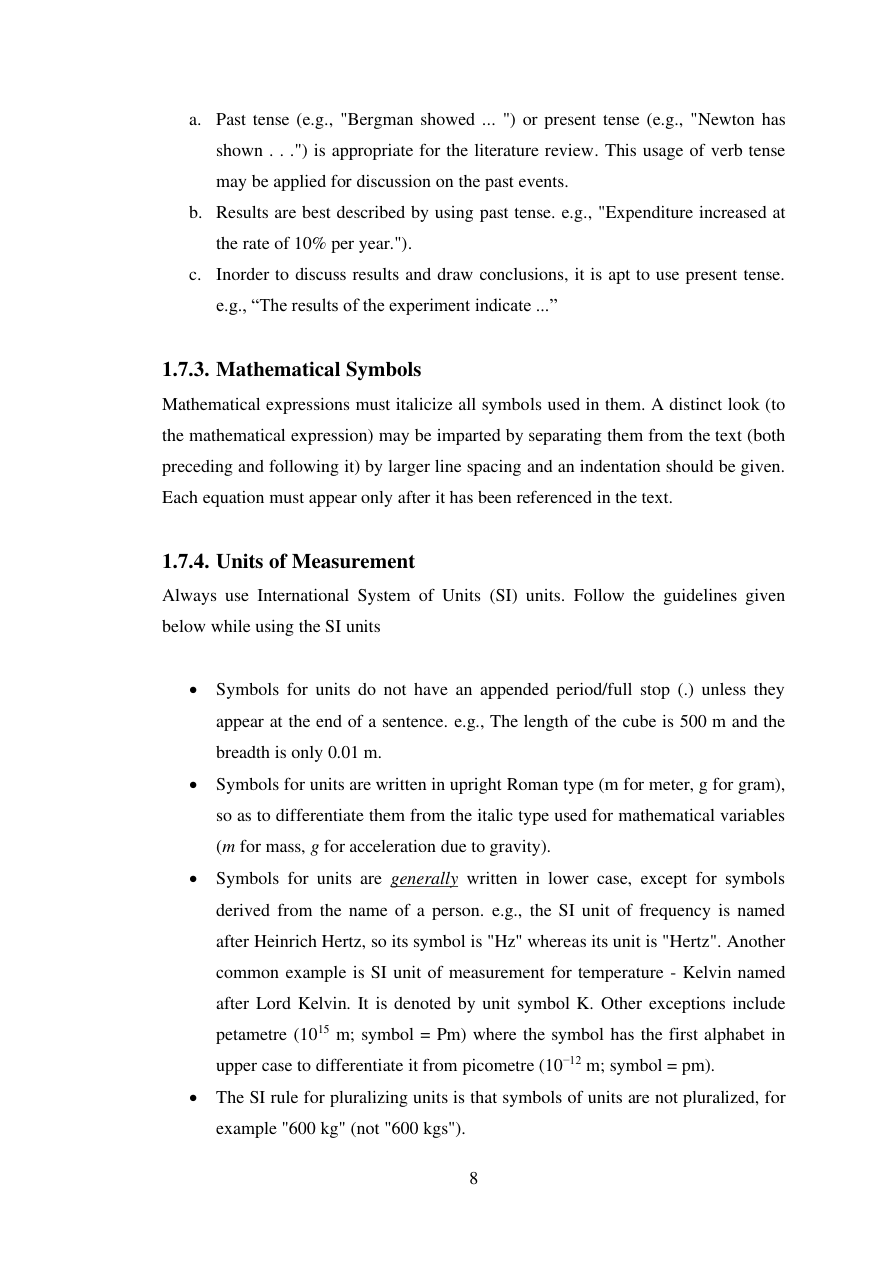 a. Past tense (e.g., "Bergman showed ... ") or present tense (e.g., "Newton has
shown . . .") is appropriate for the literature review. This usage of verb tense
may be applied for discussion on the past events.
b. Results are best described by using past tense. e.g., "Expenditure increased at
the rate of 10% per year.").
c. Inorder to discuss results and draw conclusions, it is apt to use present tense.
e.g., “The results of the experiment indicate ...”
1.7.3. Mathematical Symbols
Mathematical expressions must italicize all symbols used in them. A distinct look (to
the mathematical expression) may be imparted by separating them from the text (both
preceding and following it) by larger line spacing and an indentation should be given.
Each equation must appear only after it has been referenced in the text.
1.7.4. Units of Measurement
Always use International System of Units (SI) units. Follow the guidelines given
below while using the SI units
• Symbols for units do not have an appended period/full stop (.) unless they
appear at the end of a sentence. e.g., The length of the cube is 500 m and the
breadth is only 0.01 m.
• Symbols for units are written in upright Roman type (m for meter, g for gram),
so as to differentiate them from the italic type used for mathematical variables
(m for mass, g for acceleration due to gravity).
• Symbols for units are generally written in lower case, except for symbols
derived from the name of a person. e.g., the SI unit of frequency is named
after Heinrich Hertz, so its symbol is "Hz" whereas its unit is "Hertz". Another
common example is SI unit of measurement for temperature - Kelvin named
after Lord Kelvin. It is denoted by unit symbol K. Other exceptions include
petametre (10¹⁵ m; symbol = Pm) where the symbol has the first alphabet in
upper case to differentiate it from picometre (10⁻¹² m; symbol = pm).
• The SI rule for pluralizing units is that symbols of units are not pluralized, for
example "600 kg" (not "600 kgs").
8